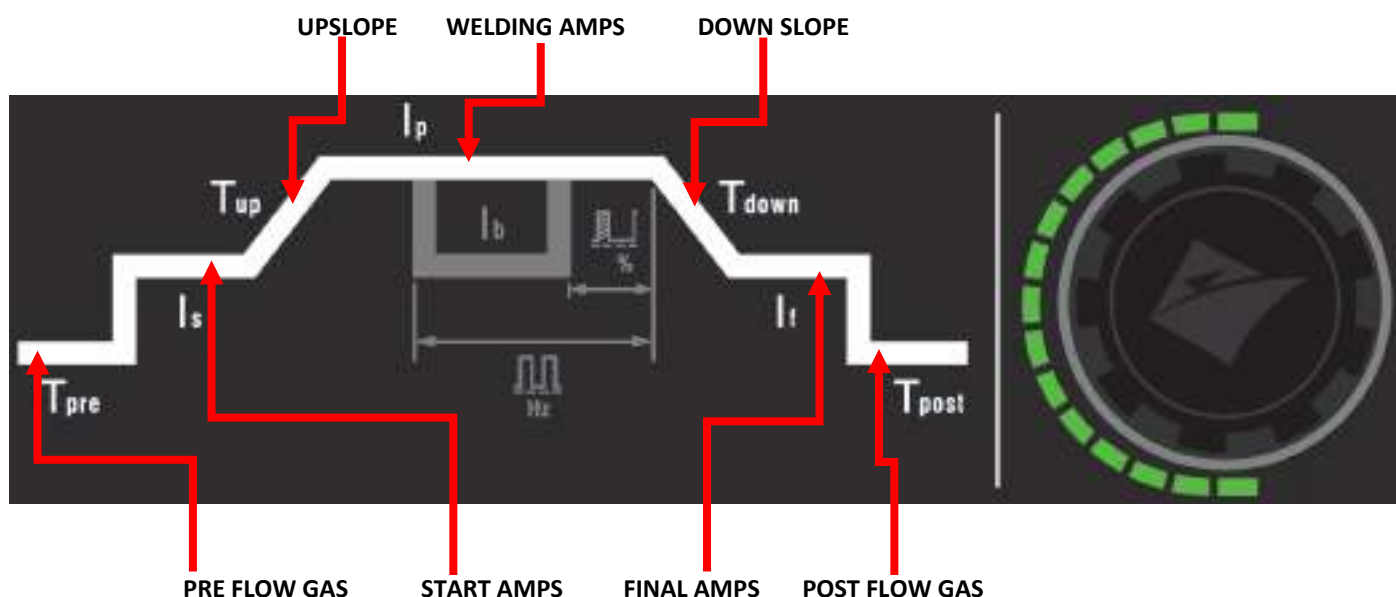 UPSLOPE WELDING AMPS DOWN SLOPE
Ip
Tup Ib Tdown
%
Is If
Hz
Tpre Tpost
PRE FLOW GAS START AMPS FINAL AMPS POST FLOW GAS